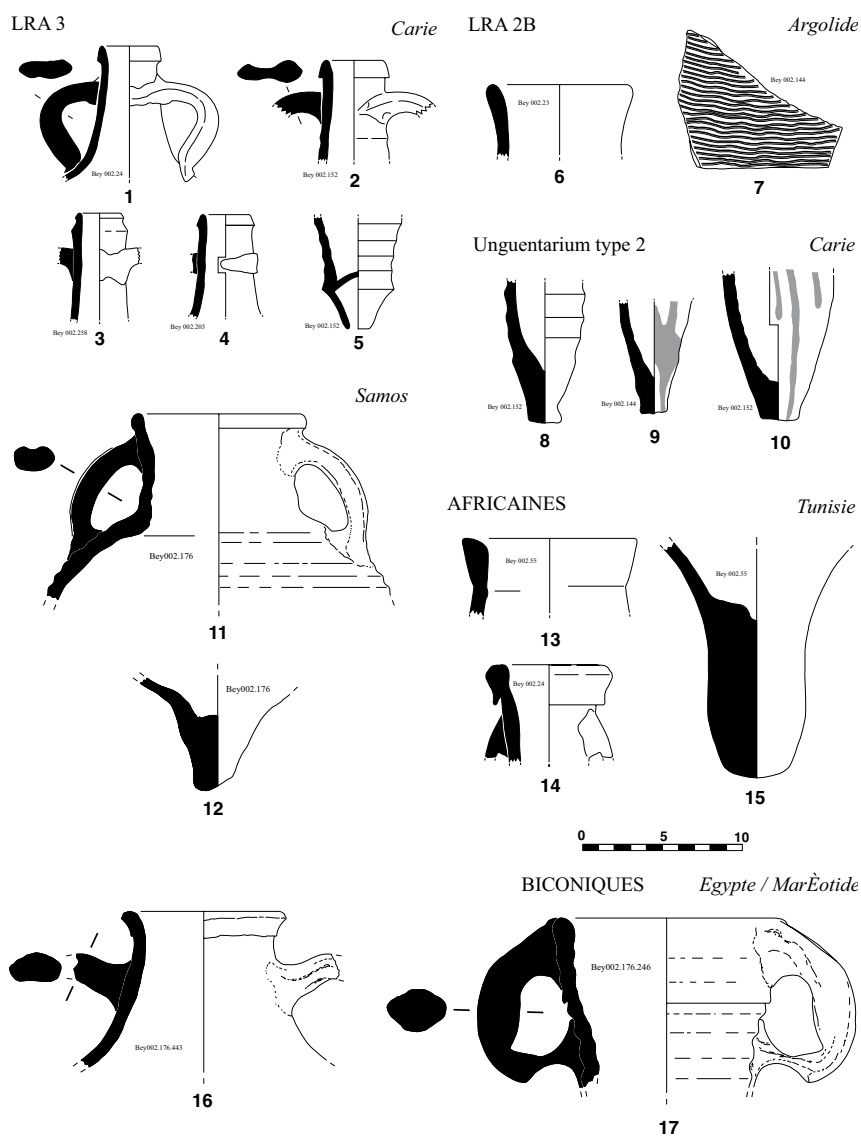 LRA 3
Carie
LRA 2B
Argolide
Bey 002.24
1
Bey 002.152
2
Bey 002.23
6
Bey 002.144
7
Bey 002.258
3
Bey 002.203
4
Bey 002.152
5
Unguentarium type 2
Carie
Bey 002.152
8
Bey 002.144
9
Bey 002.152
10
Samos
Bey002.176
11
Bey002.176
12
AFRICAINES
Tunisie
Bey 002.55
13
Bey 002.24
14
Bey 002.55
15
0 5 10
BICONIQUES
Egypte / MarÈotide
Bey002.176.443
16
Bey002.176.246
17